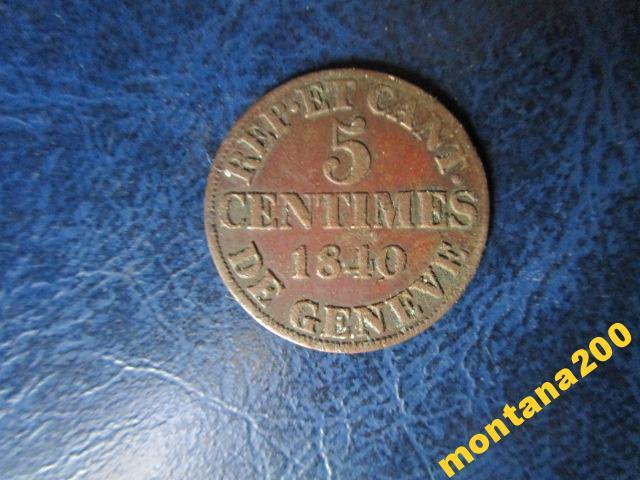 REP·ET CANT·
5
CENTIMES
1840
DE GENEVE
montana200